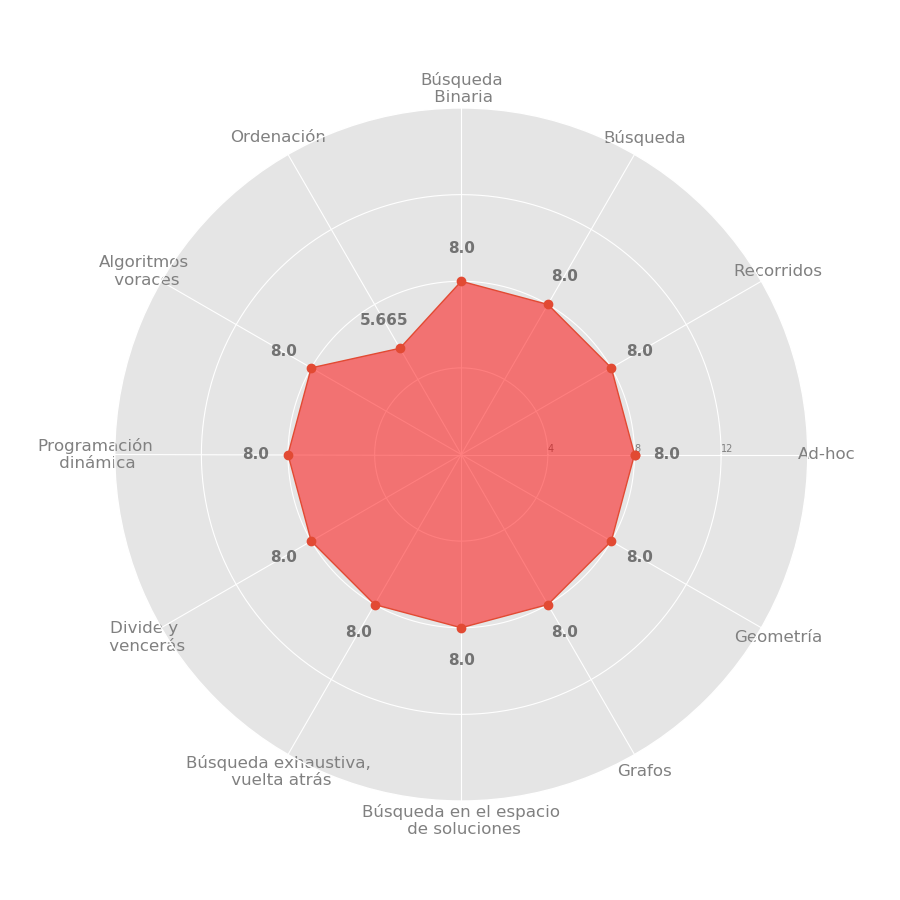 Búsqueda
Binaria
Ordenación
Búsqueda
8.0
Algoritmos
voraces
8.0
Recorridos
5.665
8.0
8.0
Programación
dinámica
8.0
4
8
8.0
12
Ad-hoc
8.0
8.0
Divide y
vencerás
8.0
8.0
Geometría
8.0
Búsqueda exhaustiva,
vuelta atrás
Grafos
Búsqueda en el espacio
de soluciones